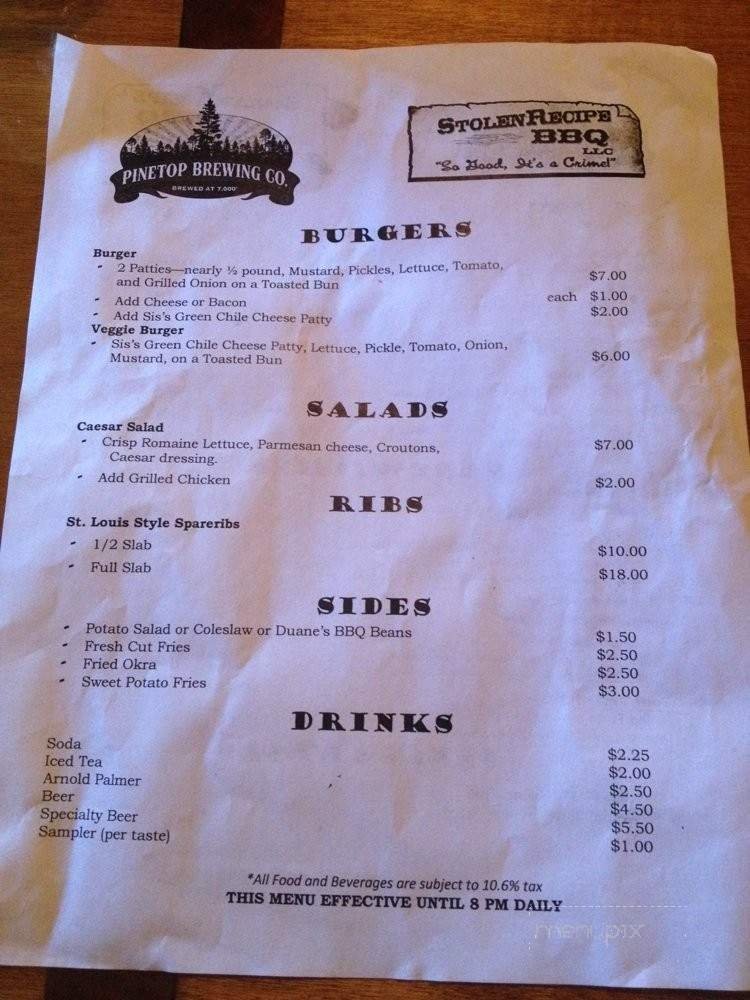 PINETOP BREWING CO.
BREWED AT 7,000'
STOLENRECIPE
BBQ
LLC
"So Good, It's a Crime!"
BURGERS
Burger
- 2 Patties—nearly ½ pound, Mustard, Pickles, Lettuce, Tomato,
and Grilled Onion on a Toasted Bun $7.00
- Add Cheese or Bacon each $1.00
- Add Sis's Green Chile Cheese Patty $2.00
Veggie Burger
- Sis's Green Chile Cheese Patty, Lettuce, Pickle, Tomato, Onion,
Mustard, on a Toasted Bun $6.00
SALADS
Caesar Salad
- Crisp Romaine Lettuce, Parmesan cheese, Croutons, $7.00
Caesar dressing.
- Add Grilled Chicken $2.00
RIBS
St. Louis Style Spareribs
- 1/2 Slab $10.00
- Full Slab $18.00
SIDES
- Potato Salad or Coleslaw or Duane's BBQ Beans $1.50
- Fresh Cut Fries $2.50
- Fried Okra $2.50
- Sweet Potato Fries $3.00
DRINKS
Soda $2.25
Iced Tea $2.00
Arnold Palmer $2.50
Beer $4.50
Specialty Beer $5.50
Sampler (per taste) $1.00
*All Food and Beverages are subject to 10.6% tax
THIS MENU EFFECTIVE UNTIL 8 PM DAILY
menupix